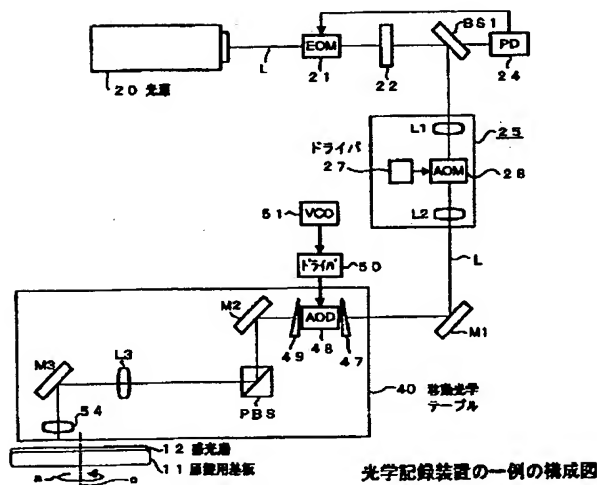 BS1
EOM
PD
L
21
22
24
20 光源
L1
25
ドライバ
27
AOM
28
51
VCO
L2
ドライバ
50
L
M2
AOD
M1
49
48
47
M3
L3
PBS
40 移動光学
テーブル
54
12 感光層
11 原盤用基板
a
o
光学記録装置の一例の構成図